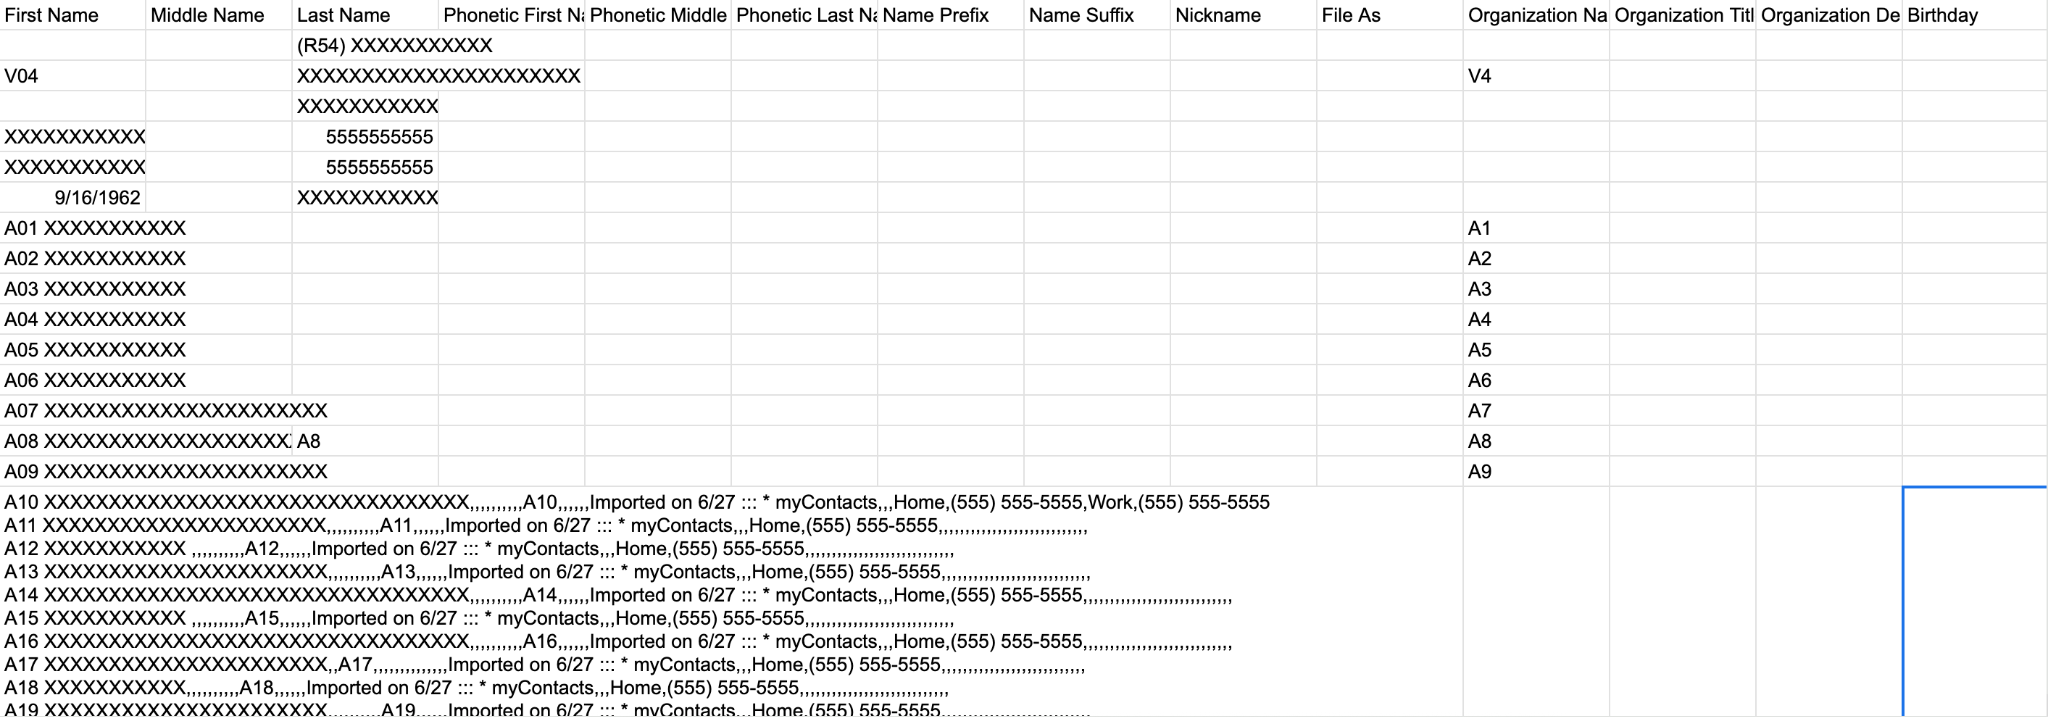 First Name Middle Name Last Name Phonetic First Na Phonetic Middle Phonetic Last Na Name Prefix Name Suffix Nickname File As Organization Na Organization Titl Organization De Birthday
(R54) XXXXXXXXXXX
V04 XXXXXXXXXXXXXXXXXXXXXX V4
XXXXXXXXXXX
XXXXXXXXXXX 5555555555
XXXXXXXXXXX 5555555555
9/16/1962 XXXXXXXXXXX
A01 XXXXXXXXXXX A1
A02 XXXXXXXXXXX A2
A03 XXXXXXXXXXX A3
A04 XXXXXXXXXXX A4
A05 XXXXXXXXXXX A5
A06 XXXXXXXXXXX A6
A07 XXXXXXXXXXXXXXXXXXXXXX A7
A08 XXXXXXXXXXXXXXXXXXX A8 A8
A09 XXXXXXXXXXXXXXXXXXXXXX A9
A10 XXXXXXXXXXXXXXXXXXXXXXXXXXXXXXXXX,,,,,,,,,,A10,,,,,,Imported on 6/27 ::: * myContacts,,,Home,(555) 555-5555,Work,(555) 555-5555
A11 XXXXXXXXXXXXXXXXXXXXXX,,,,,,,,,,A11,,,,,,Imported on 6/27 ::: * myContacts,,,Home,(555) 555-5555,,,,,,,,,,,,,,,,,,,,,,,,,,,,
A12 XXXXXXXXXXX ,,,,,,,,,,A12,,,,,,Imported on 6/27 ::: * myContacts,,,Home,(555) 555-5555,,,,,,,,,,,,,,,,,,,,,,,,,,,,
A13 XXXXXXXXXXXXXXXXXXXXXX,,,,,,,,,,A13,,,,,,Imported on 6/27 ::: * myContacts,,,Home,(555) 555-5555,,,,,,,,,,,,,,,,,,,,,,,,,,,,
A14 XXXXXXXXXXXXXXXXXXXXXXXXXXXXXXXXX,,,,,,,,,,A14,,,,,,Imported on 6/27 ::: * myContacts,,,Home,(555) 555-5555,,,,,,,,,,,,,,,,,,,,,,,,,,,,
A15 XXXXXXXXXXX ,,,,,,,,,,A15,,,,,,Imported on 6/27 ::: * myContacts,,,Home,(555) 555-5555,,,,,,,,,,,,,,,,,,,,,,,,,,,,
A16 XXXXXXXXXXXXXXXXXXXXXXXXXXXXXXXXX,,,,,,,,,,A16,,,,,,Imported on 6/27 ::: * myContacts,,,Home,(555) 555-5555,,,,,,,,,,,,,,,,,,,,,,,,,,,,
A17 XXXXXXXXXXXXXXXXXXXXXX,,A17,,,,,,,,,,,,,,Imported on 6/27 ::: * myContacts,,,Home,(555) 555-5555,,,,,,,,,,,,,,,,,,,,,,,,,,,
A18 XXXXXXXXXXX,,,,,,,,,,A18,,,,,,Imported on 6/27 ::: * myContacts,,,Home,(555) 555-5555,,,,,,,,,,,,,,,,,,,,,,,,,,,,
A19 XXXXXXXXXXXXXXXXXXXXXX,,,,,,,,,,A19,,,,,,Imported on 6/27 ::: * myContacts,,,Home,(555) 555-5555,,,,,,,,,,,,,,,,,,,,,,,,,,,,